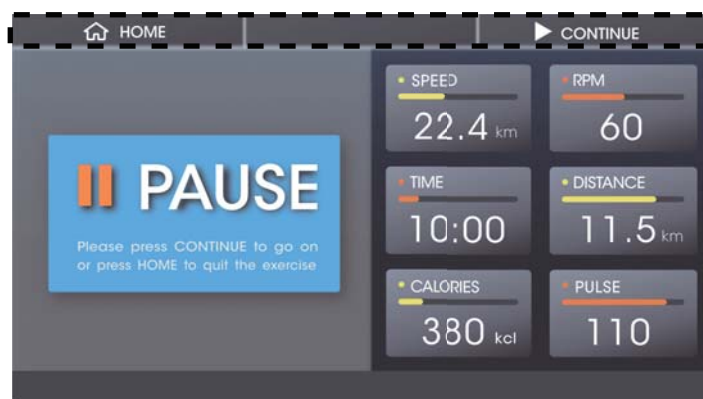 HOME
CONTINUE
PAUSE
Please press CONTINUE to go on
or press HOME to quit the exercise
SPEED
22.4 km
RPM
60
TIME
10:00
DISTANCE
11.5 km
CALORIES
380 kcl
PULSE
110